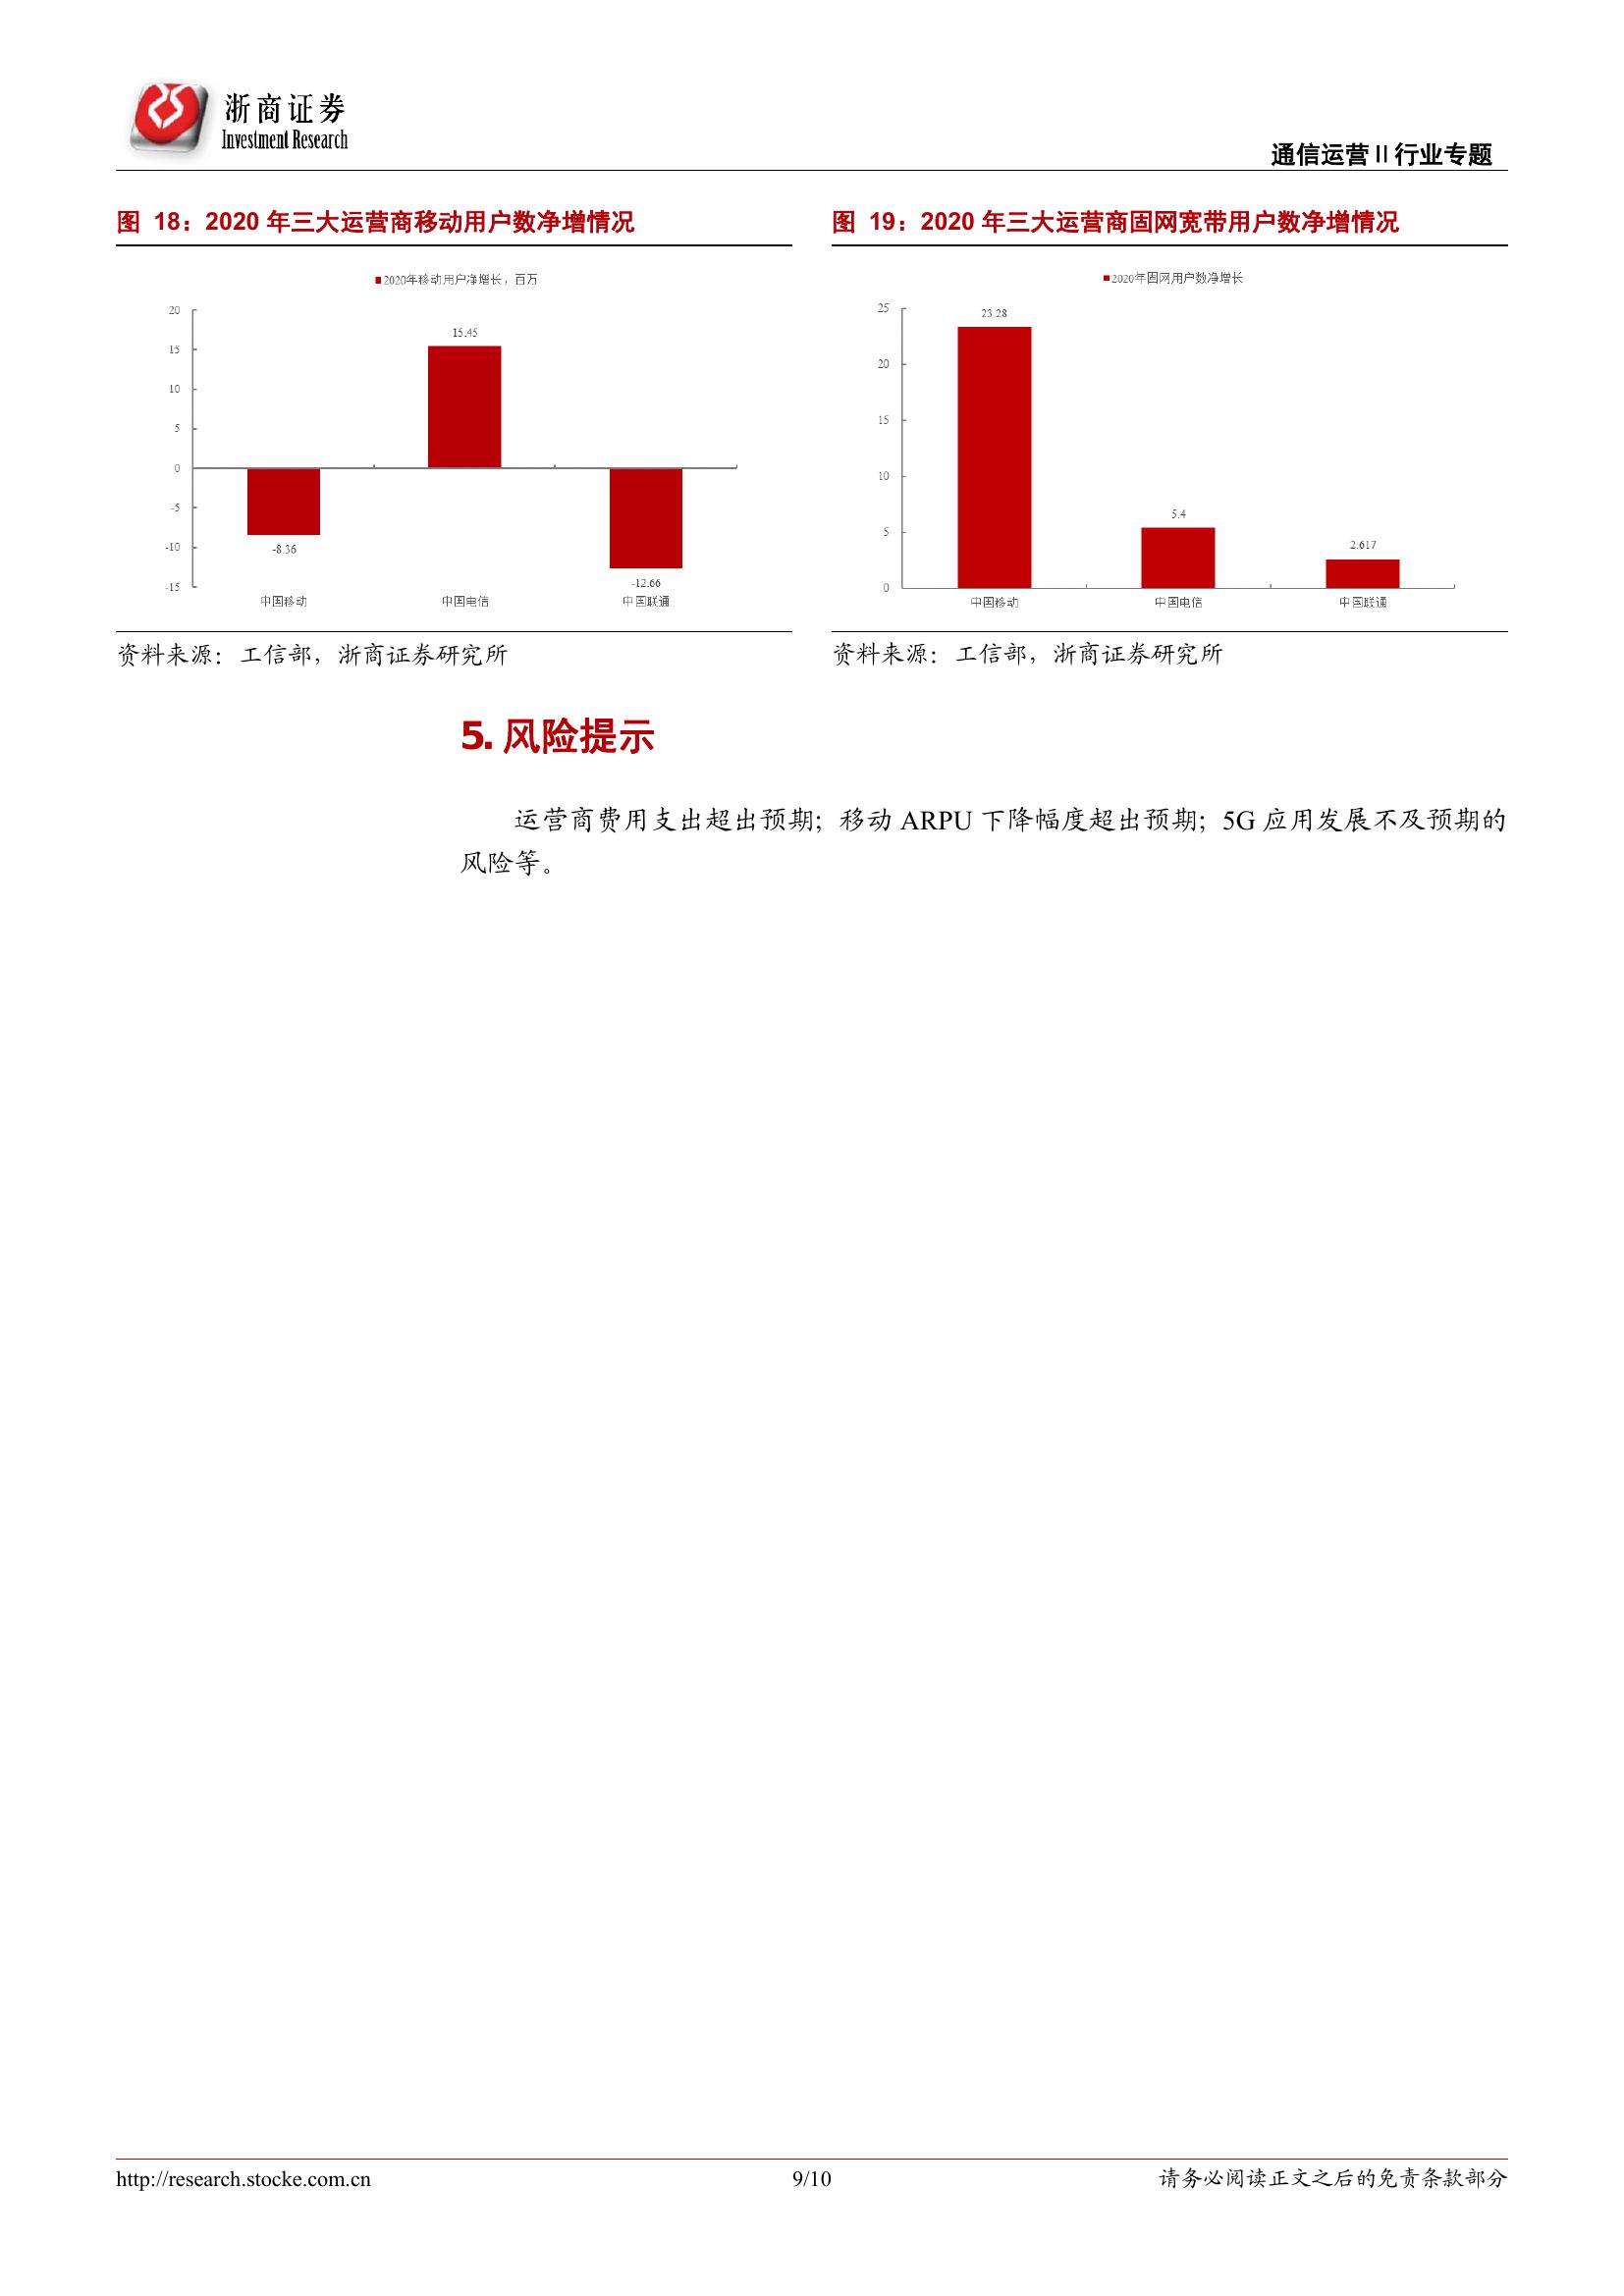 浙商证券
Investment Research
通信运营Ⅱ行业专题
图 18：2020 年三大运营商移动用户数净增情况
2020年移动用户净增长，百万
20
15
10
5
0
-5
-10
-15
15.45
-8.36
-12.66
中国移动 中国电信 中国联通
资料来源：工信部，浙商证券研究所
图 19：2020 年三大运营商固网宽带用户数净增情况
2020年固网用户数净增长
25
20
15
10
5
0
23.28
5.4
2.617
中国移动 中国电信 中国联通
资料来源：工信部，浙商证券研究所
5. 风险提示
运营商费用支出超出预期；移动 ARPU 下降幅度超出预期；5G 应用发展不及预期的
风险等。
http://research.stocke.com.cn 9/10 请务必阅读正文之后的免责条款部分